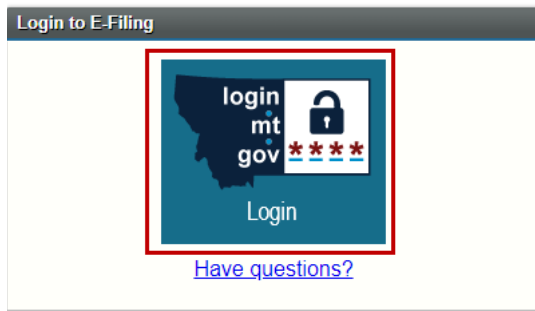 Login to E-Filing
login
mt
gov ****
Login
Have questions?